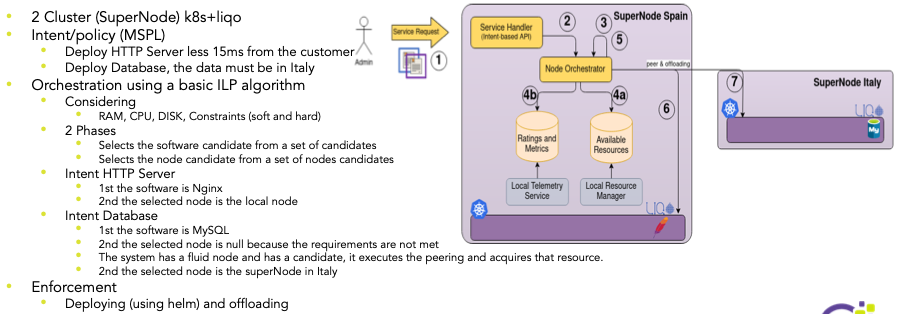 2 Cluster (SuperNode) k8s+liqo
Intent/policy (MSPL)
Deploy HTTP Server less 15ms from the customer
Deploy Database, the data must be in Italy
Orchestration using a basic ILP algorithm
Considering
RAM, CPU, DISK, Constraints (soft and hard)
2 Phases
Selects the software candidate from a set of candidates
Selects the node candidate from a set of nodes candidates
Intent HTTP Server
1st the software is Nginx
2nd the selected node is the local node
Intent Database
1st the software is MySQL
2nd the selected node is null because the requirements are not met
The system has a fluid node and has a candidate, it executes the peering and acquires that resource.
2nd the selected node is the superNode in Italy
Enforcement
Deploying (using helm) and offloading
Admin
Service Request
1
SuperNode Spain
Service Handler
(Intent-based API)
2
3
5
Node Orchestrator
peer & offloading
4b
4a
6
7
Ratings and
Metrics
Available
Resources
Local Telemetry
Service
Local Resource
Manager
LIQ
SuperNode Italy
LIQ
My